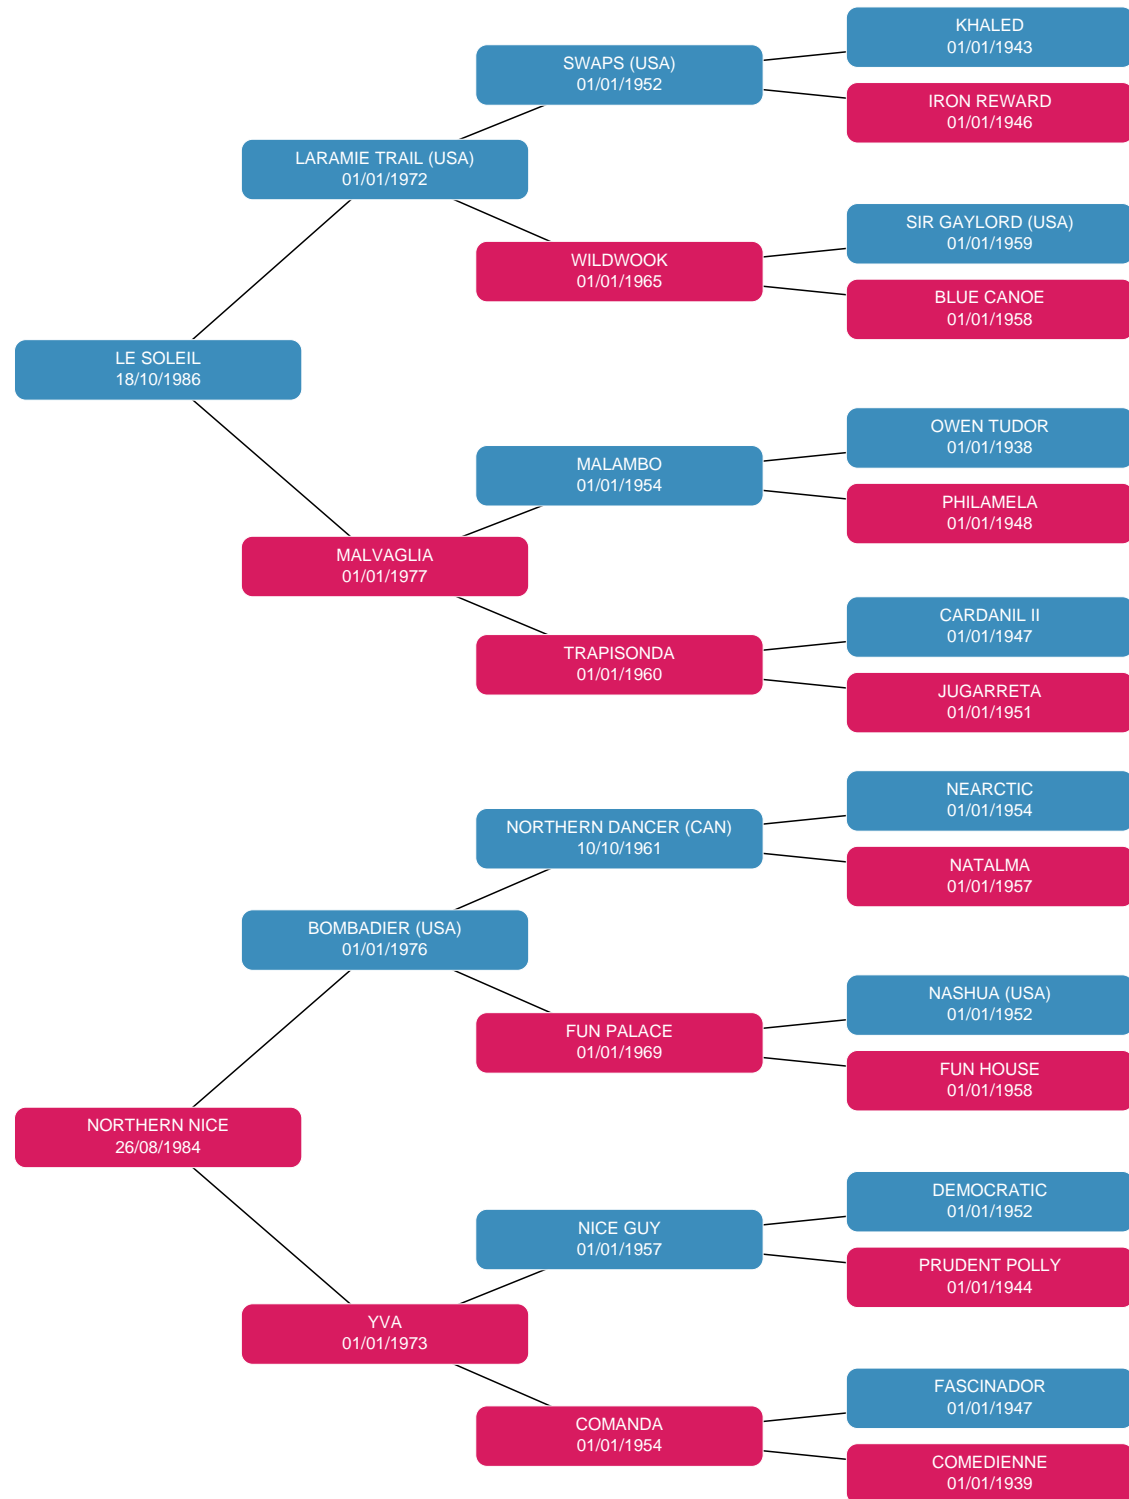 KHALED
01/01/1943
SWAPS (USA)
01/01/1952
IRON REWARD
01/01/1946
LARAMIE TRAIL (USA)
01/01/1972
SIR GAYLORD (USA)
01/01/1959
WILDWOOK
01/01/1965
BLUE CANOE
01/01/1958
LE SOLEIL
18/10/1986
OWEN TUDOR
01/01/1938
MALAMBO
01/01/1954
PHILAMELA
01/01/1948
MALVAGLIA
01/01/1977
CARDANIL II
01/01/1947
TRAPISONDA
01/01/1960
JUGARRETA
01/01/1951
NEARCTIC
01/01/1954
NORTHERN DANCER (CAN)
10/10/1961
NATALMA
01/01/1957
BOMBADIER (USA)
01/01/1976
NASHUA (USA)
01/01/1952
FUN PALACE
01/01/1969
FUN HOUSE
01/01/1958
NORTHERN NICE
26/08/1984
DEMOCRATIC
01/01/1952
NICE GUY
01/01/1957
PRUDENT POLLY
01/01/1944
YVA
01/01/1973
FASCINADOR
01/01/1947
COMANDA
01/01/1954
COMEDIENNE
01/01/1939